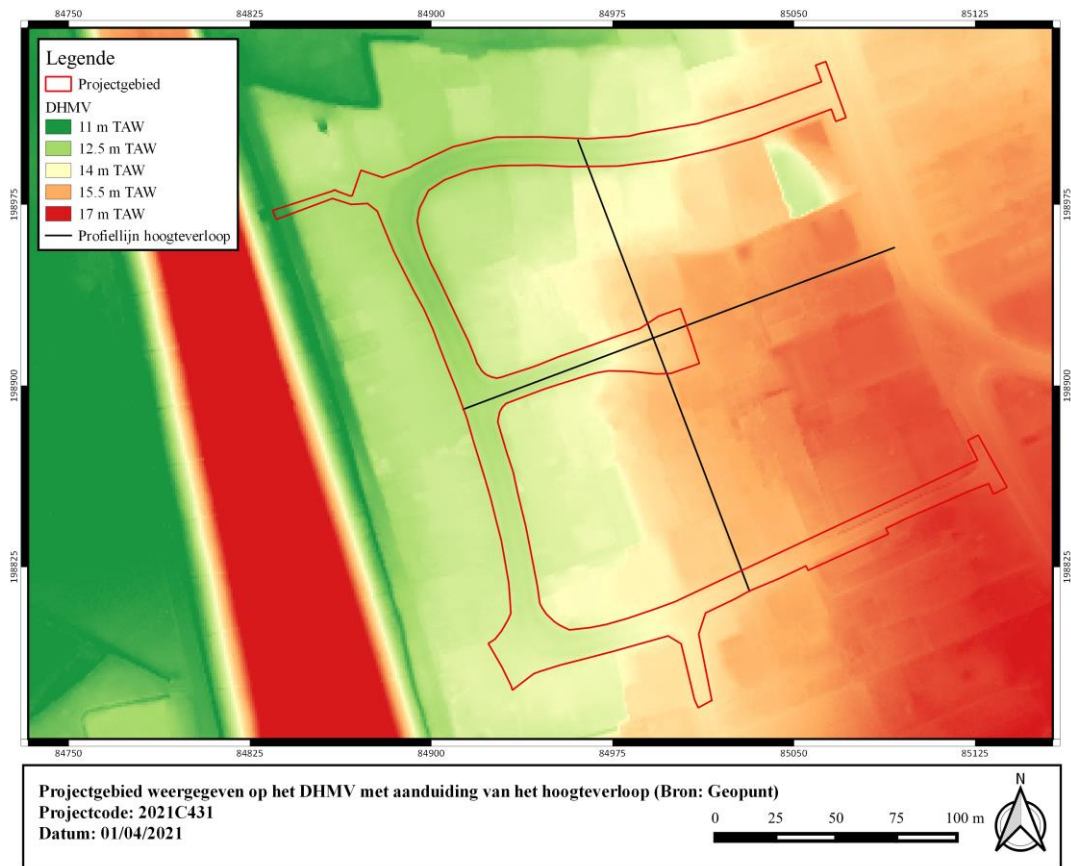 84750 84825 84900 84975 85050 85125
Legende
Projectgebied
DHMV
11 m TAW
12.5 m TAW
14 m TAW
15.5 m TAW
17 m TAW
Profiellijn hoogteverloop
198975 198975
198900 198900
198825 198825
84750 84825 84900 84975 85050 85125
Projectgebied weergegeven op het DHMV met aanduiding van het hoogteverloop (Bron: Geopunt)
Projectcode: 2021C431
Datum: 01/04/2021
0 25 50 75 100 m
N